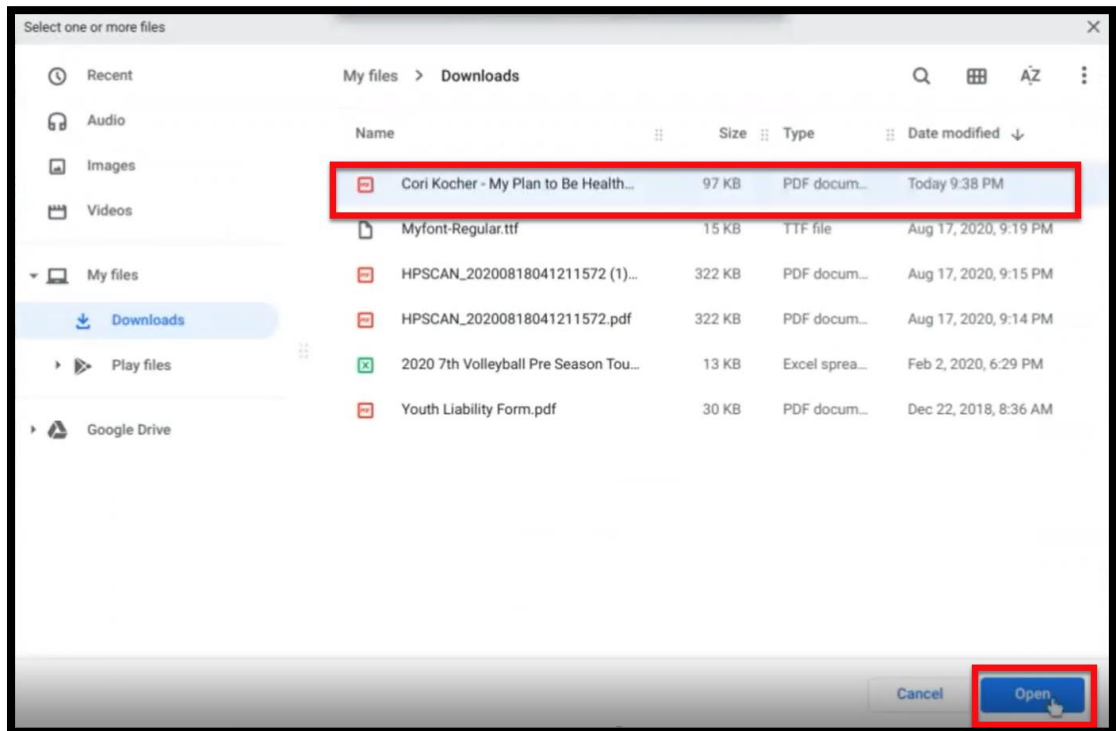 Select one or more files
Recent
Audio
Images
Videos
My files
Downloads
Play files
Google Drive
My files > Downloads
AZ
Name Size Type Date modified
Cori Kocher - My Plan to Be Health... 97 KB PDF docum... Today 9:38 PM
Myfont-Regular.ttf 15 KB TTF file Aug 17, 2020, 9:19 PM
HPSCAN_20200818041211572 (1)... 322 KB PDF docum... Aug 17, 2020, 9:15 PM
HPSCAN_20200818041211572.pdf 322 KB PDF docum... Aug 17, 2020, 9:14 PM
2020 7th Volleyball Pre Season Tou... 13 KB Excel sprea... Feb 2, 2020, 6:29 PM
Youth Liability Form.pdf 30 KB PDF docum... Dec 22, 2018, 8:36 AM
Cancel Open